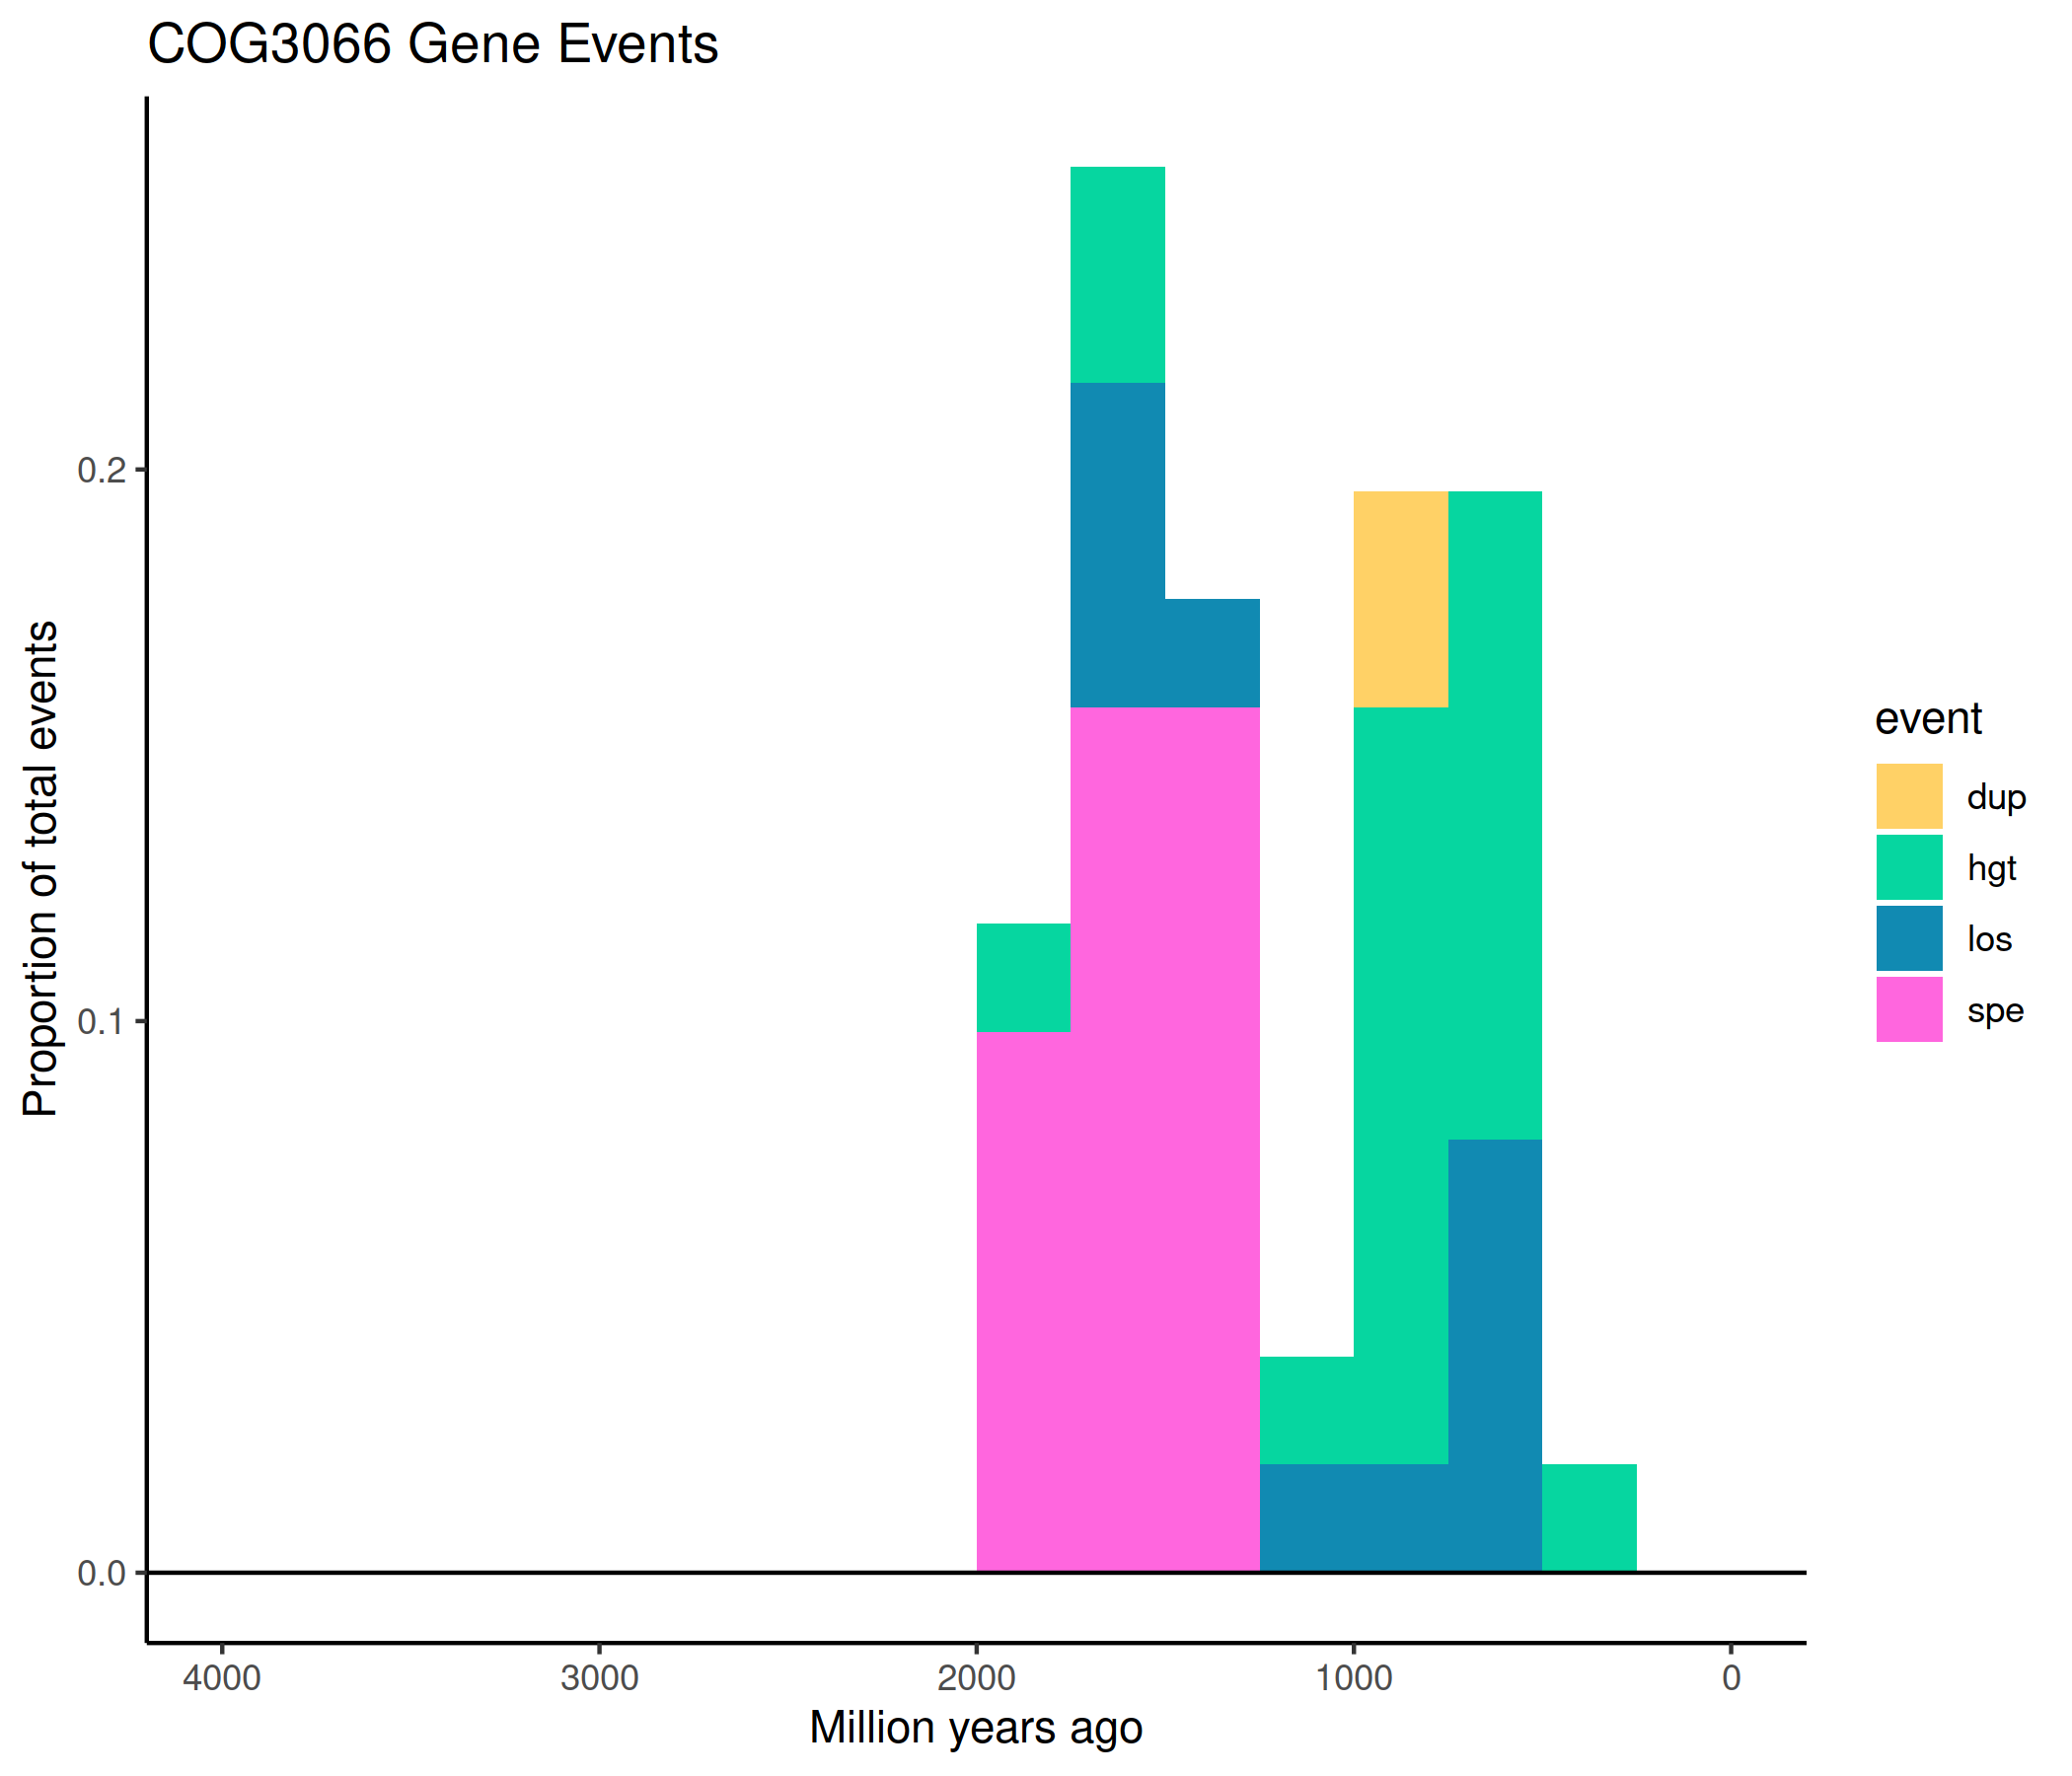 COG3066 Gene Events
Proportion of total events
0.2
0.1
0.0
4000 3000 2000 1000 0
Million years ago
event
dup
hgt
los
spe